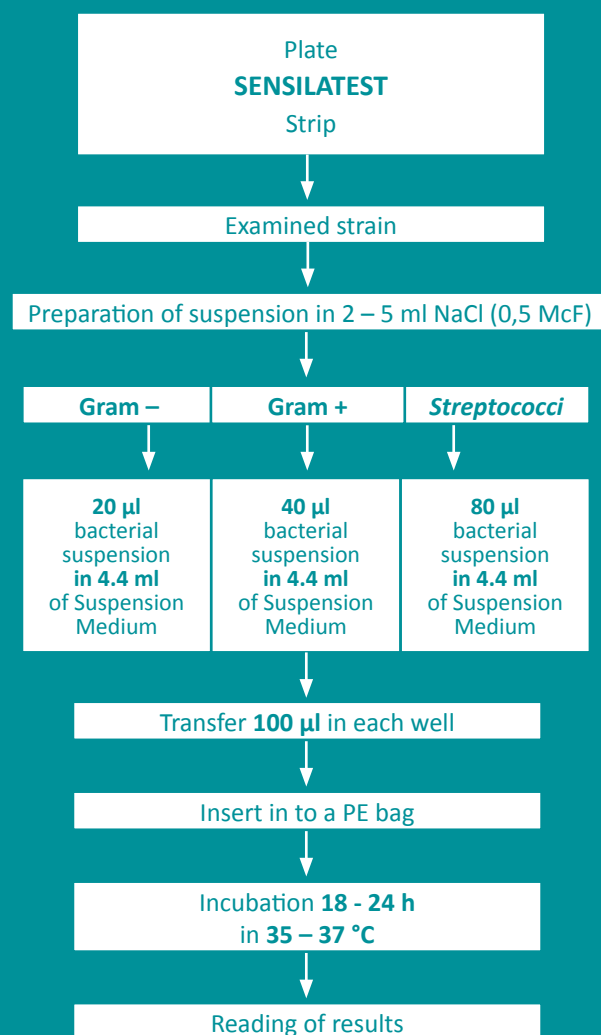 Plate
SENSILATEST
Strip
Examined strain
Preparation of suspension in 2 – 5 ml NaCl (0,5 McF)
Gram –
Gram +
Streptococci
20 µl
bacterial
suspension
in 4.4 ml
of Suspension
Medium
40 µl
bacterial
suspension
in 4.4 ml
of Suspension
Medium
80 µl
bacterial
suspension
in 4.4 ml
of Suspension
Medium
Transfer 100 µl in each well
Insert in to a PE bag
Incubation 18 - 24 h
in 35 – 37 °C
Reading of results